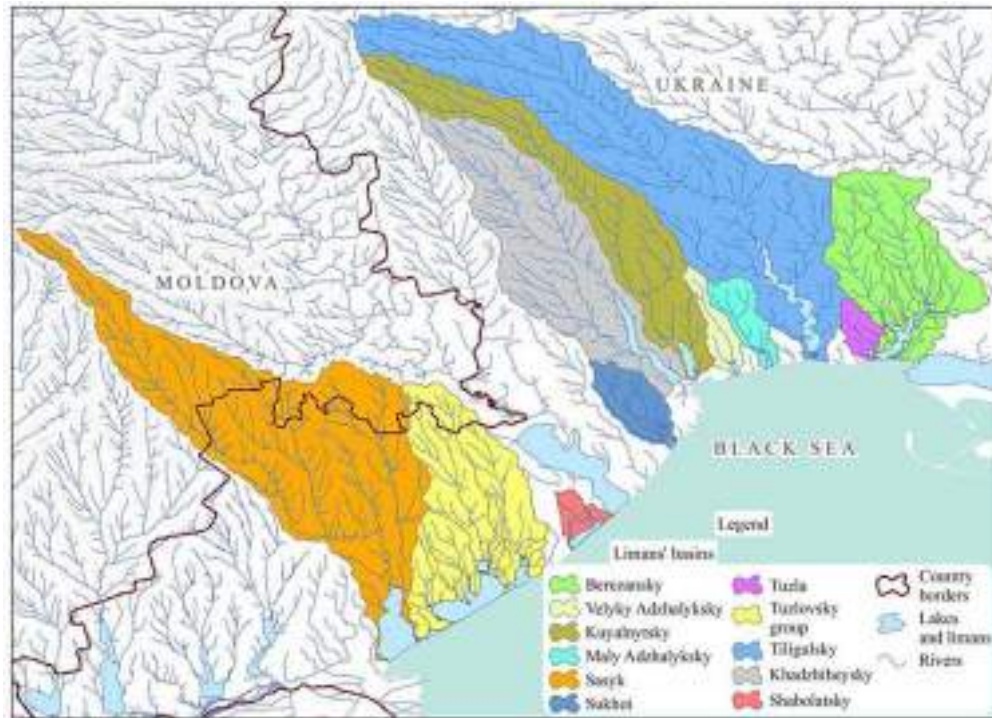 UKRAINE
MOLDOVA
BLACK SEA
Legend
Limans' basins
Berezansky
Velyky Adzhalyksky
Kuyalnytsky
Maly Adzhalyksky
Sasyk
Sukhoi
Tuzla
Tuzlovsky
group
Tiligulsky
Khadzhibeysky
Shabolatsky
Country
borders
Lakes
and limans
Rivers